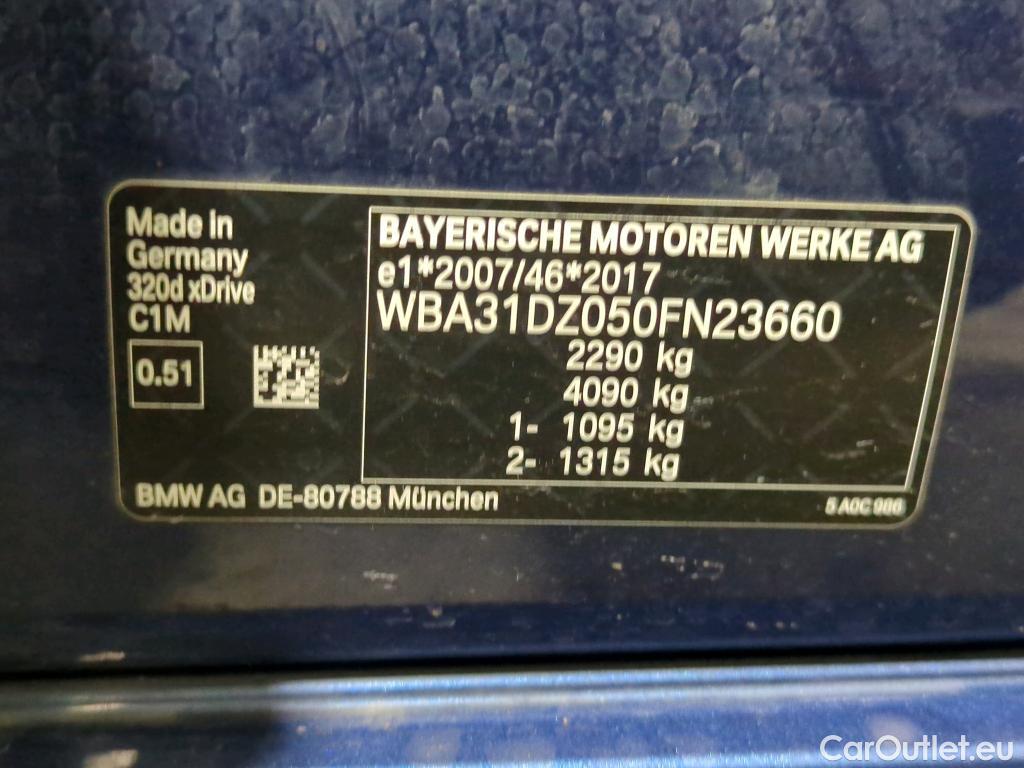 Made in
Germany
320d xDrive
C1M
0.51
BAYERISCHE MOTOREN WERKE AG
e1*2007/46*2017
WBA31DZ050FN23660
2290 kg
4090 kg
1- 1095 kg
2- 1315 kg
BMW AG DE-80788 München
5 A0C 986
CarOutlet.eu